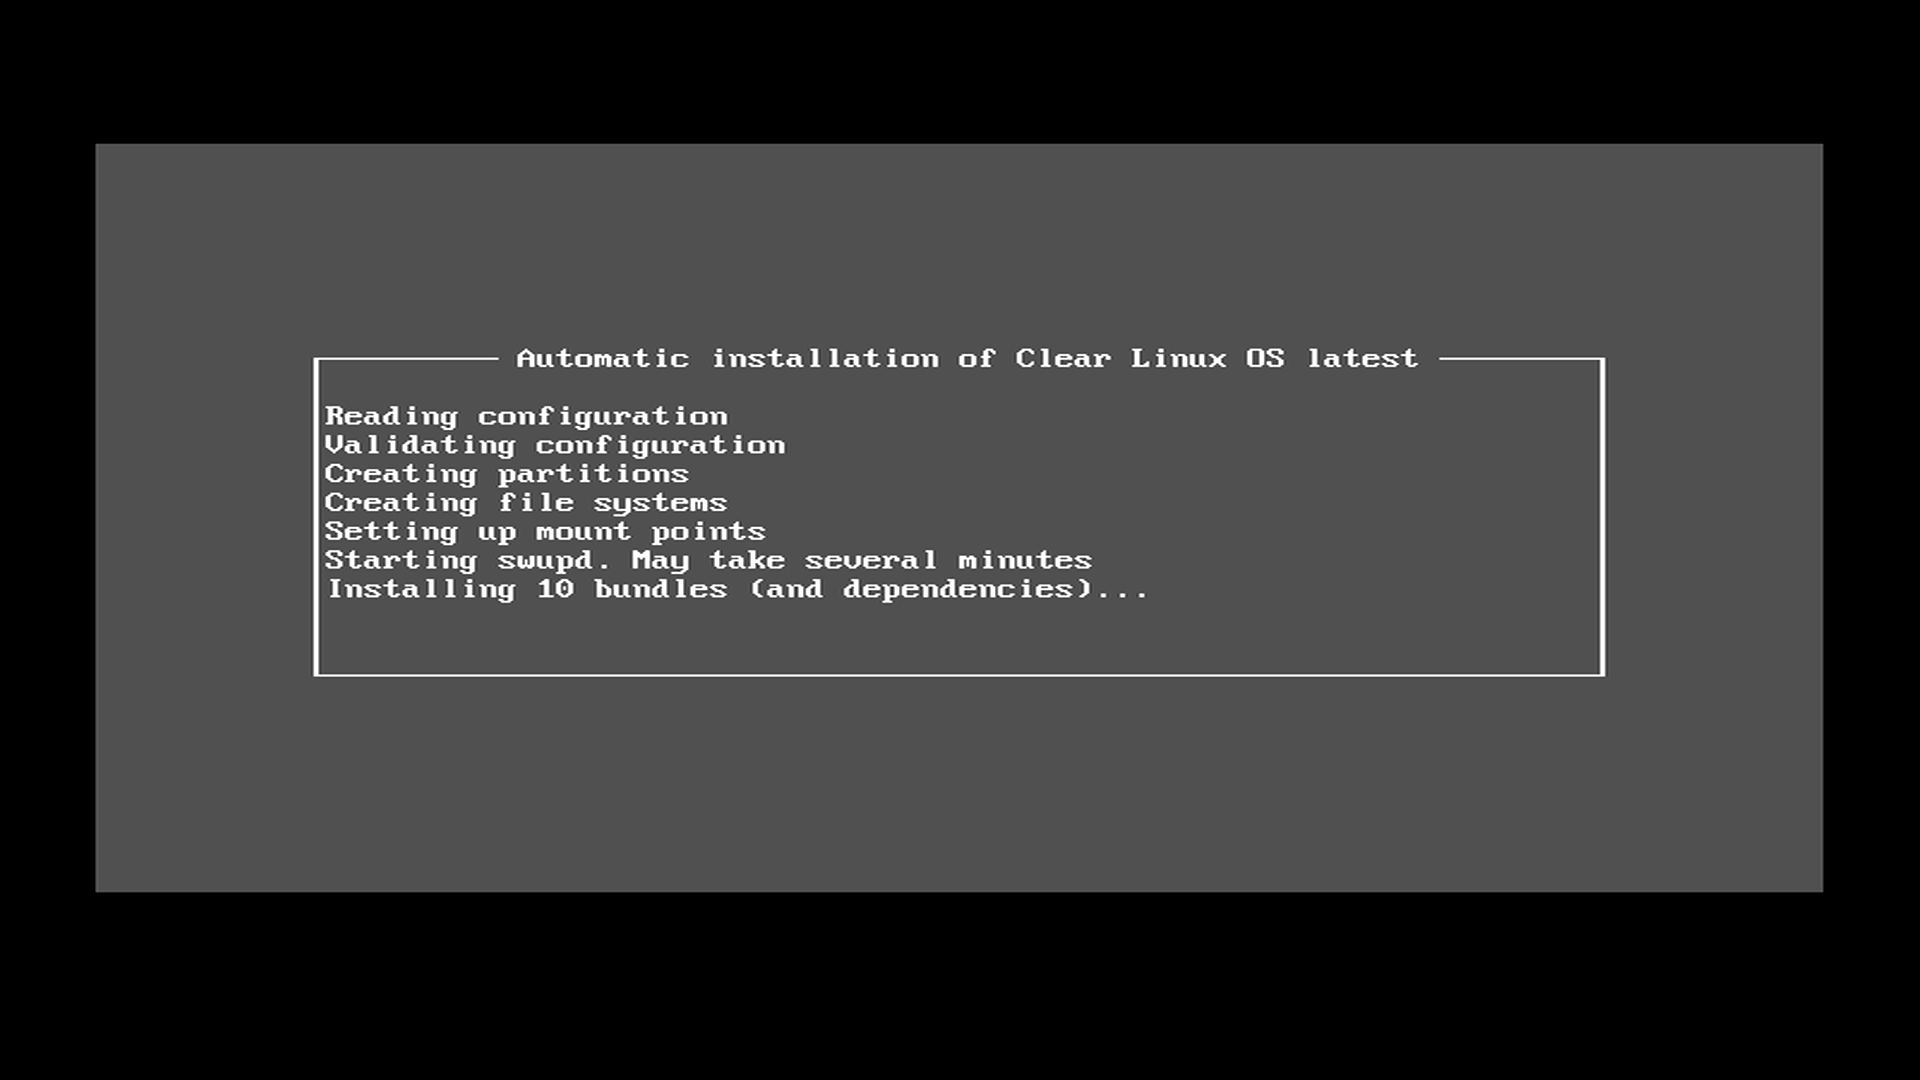 Automatic installation of Clear Linux OS latest
Reading configuration
Validating configuration
Creating partitions
Creating file systems
Setting up mount points
Starting swupd. May take several minutes
Installing 10 bundles (and dependencies)...